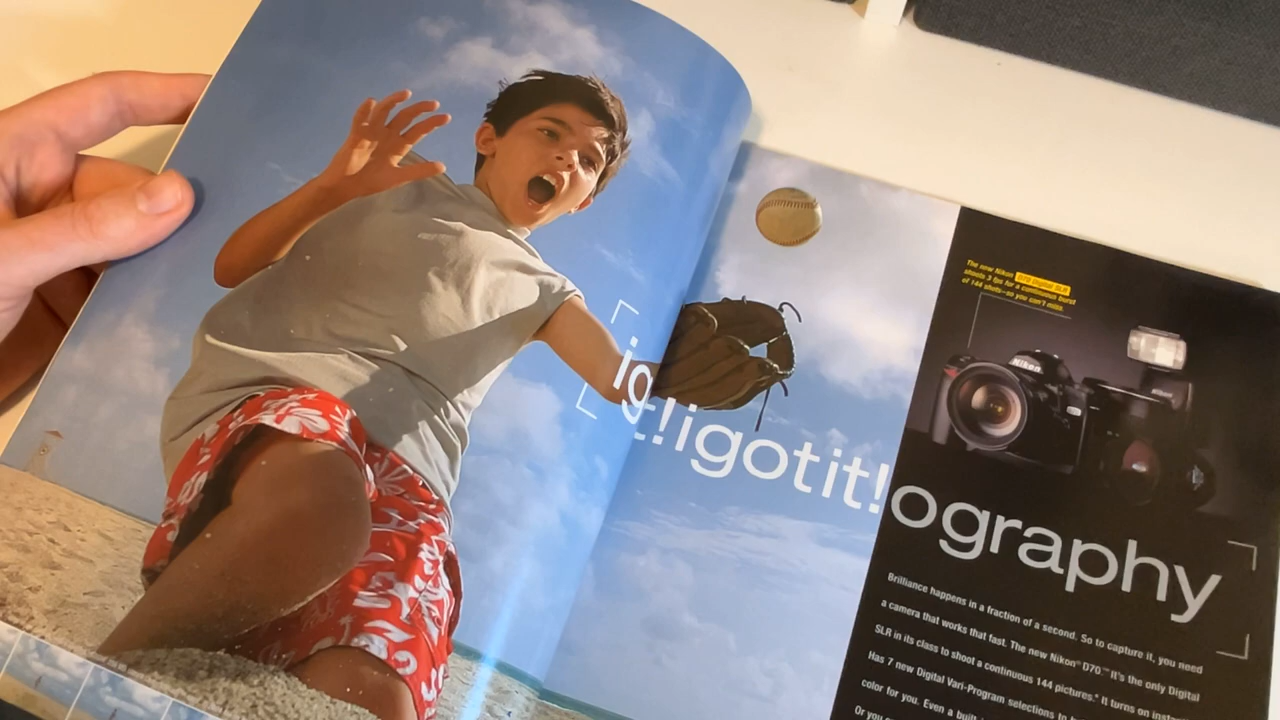 The new Nikon D70 Digital SLR
shoots 3 fps for a continuous burst
of 144 shots—so you can't miss.
Nikon
ig
t!igotit!ography
Brilliance happens in a fraction of a second. So to capture it, you need
a camera that works that fast. The new Nikon® D70.™ It's the only Digital
SLR in its class to shoot a continuous 144 pictures.* It turns on
Has 7 new Digital Vari-Program selections to
color for you. Even a
Or you